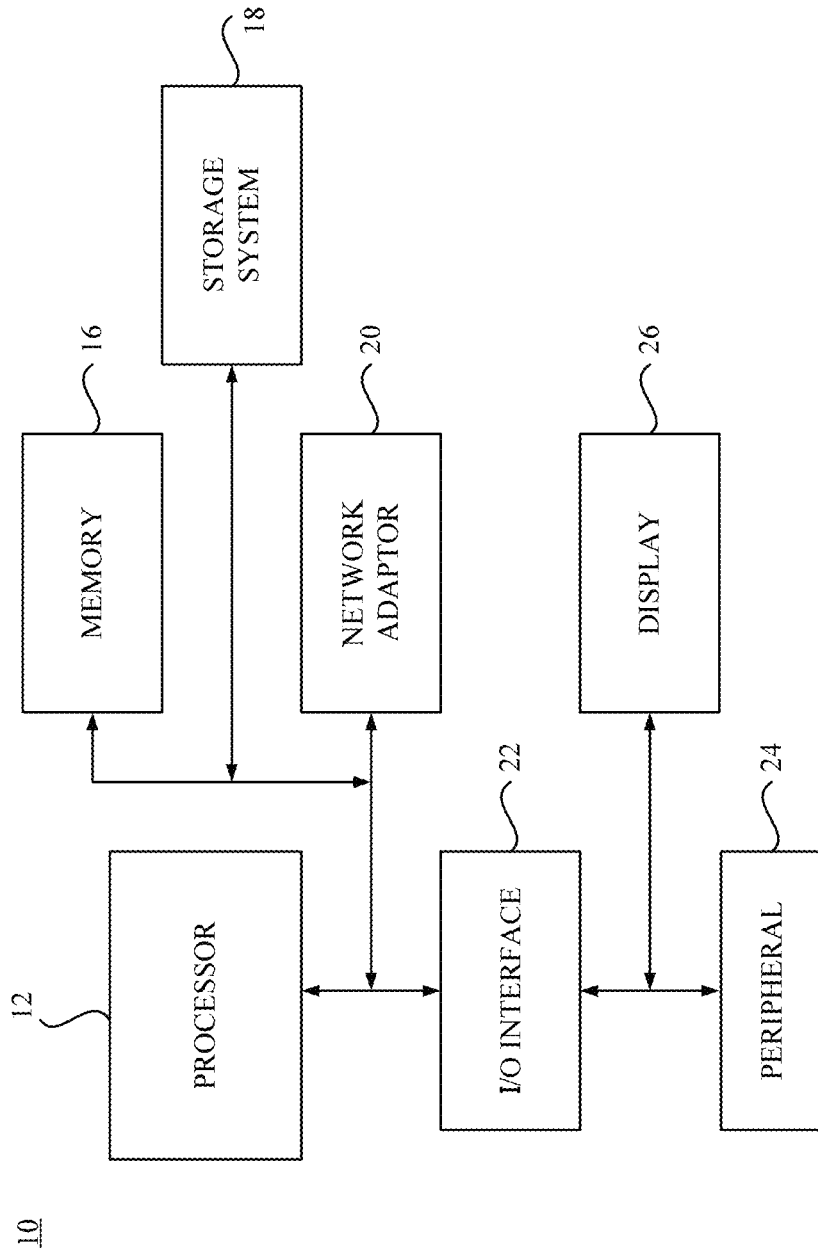 10
12
PROCESSOR
MEMORY
16
STORAGE
SYSTEM
18
NETWORK
ADAPTOR
20
I/O INTERFACE
22
DISPLAY
26
PERIPHERAL
24